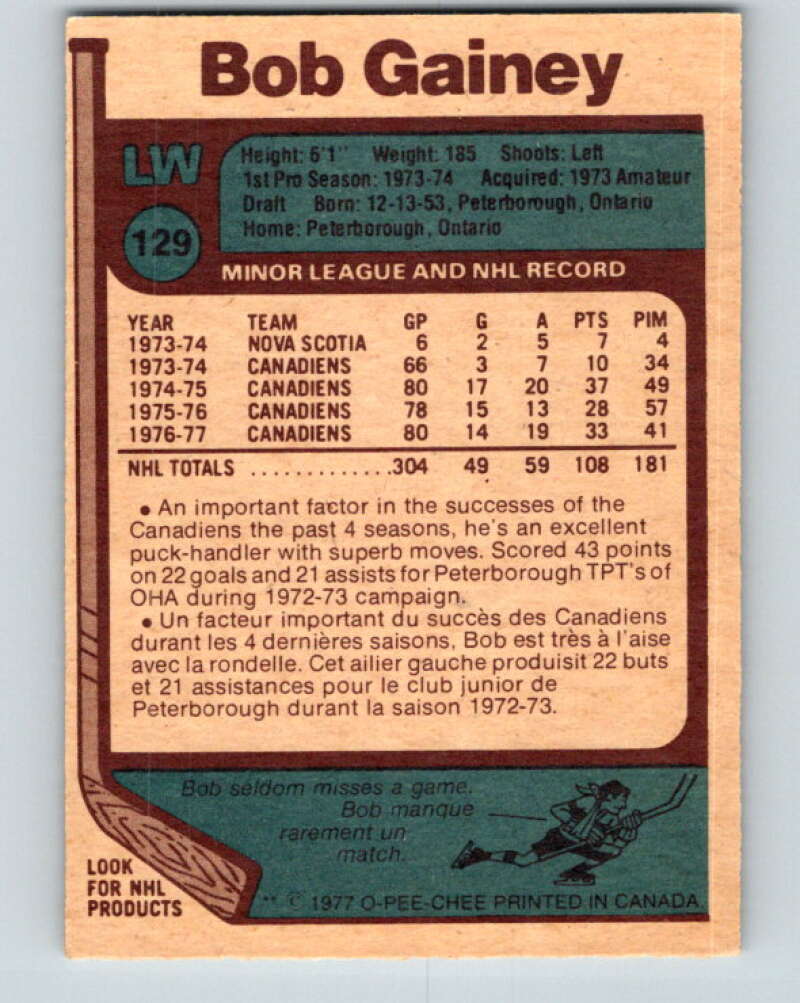 Bob Gainey
LW
129
Height: 6'1" Weight: 185 Shoots: Left
1st Pro Season: 1973-74 Acquired: 1973 Amateur
Draft Born: 12-13-53, Peterborough, Ontario
Home: Peterborough, Ontario
MINOR LEAGUE AND NHL RECORD
YEAR TEAM GP G A PTS PIM
1973-74 NOVA SCOTIA 6 2 5 7 4
1973-74 CANADIENS 66 3 7 10 34
1974-75 CANADIENS 80 17 20 37 49
1975-76 CANADIENS 78 15 13 28 57
1976-77 CANADIENS 80 14 19 33 41
NHL TOTALS .............304 49 59 108 181
• An important factor in the successes of the
Canadiens the past 4 seasons, he's an excellent
puck-handler with superb moves. Scored 43 points
on 22 goals and 21 assists for Peterborough TPT's of
OHA during 1972-73 campaign.
• Un facteur important du succès des Canadiens
durant les 4 dernières saisons, Bob est très à l'aise
avec la rondelle. Cet ailier gauche produisit 22 buts
et 21 assistances pour le club junior de
Peterborough durant la saison 1972-73.
Bob seldom misses a game.
Bob manque
rarement un
match.
LOOK
FOR NHL
PRODUCTS
** © 1977 O-PEE-CHEE PRINTED IN CANADA.